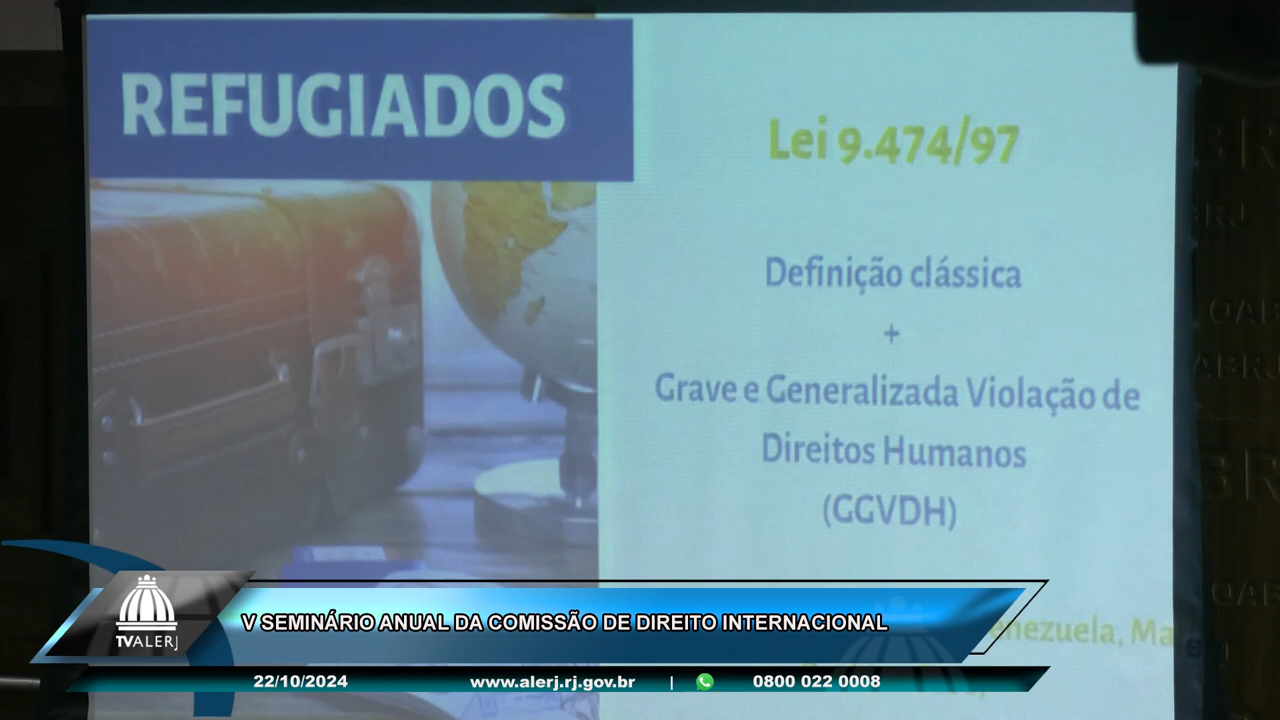 REFUGIADOS
Lei 9.474/97
Definição clássica
+
Grave e Generalizada Violação de
Direitos Humanos
(GGVDH)
TVALERJ
V SEMINÁRIO ANUAL DA COMISSÃO DE DIREITO INTERNACIONAL
22/10/2024 www.alerj.rj.gov.br | 0800 022 0008